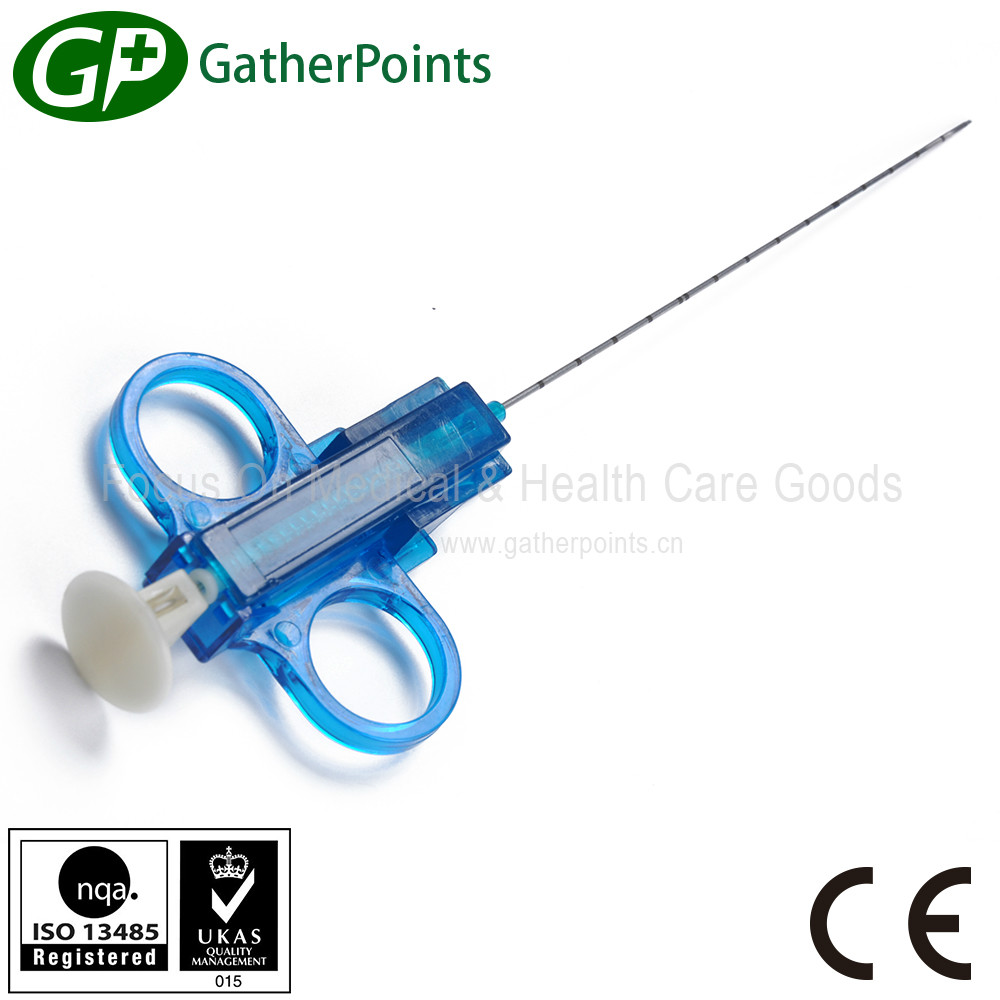 GP+ GatherPoints
Focus On Medical & Health Care Goods
www.gatherpoints.cn
nqa.
ISO 13485
Registered
UKAS
QUALITY
MANAGEMENT
015
CE